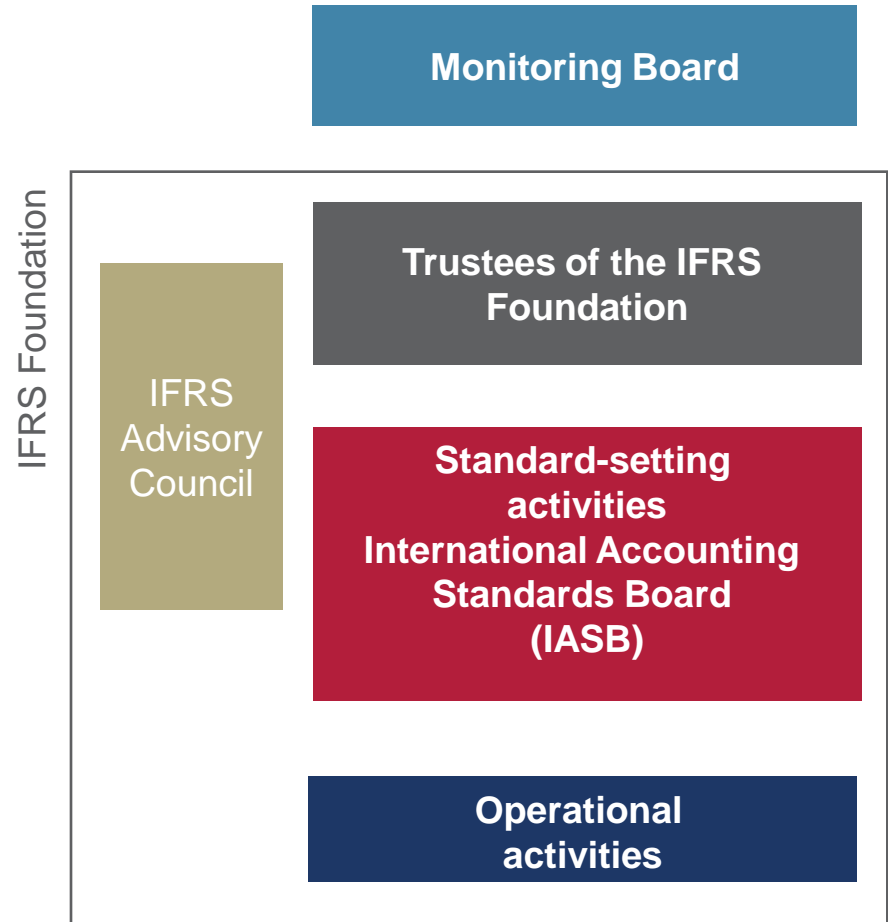 Monitoring Board
IFRS Foundation
Trustees of the IFRS
Foundation
IFRS
Advisory
Council
Standard-setting
activities
International Accounting
Standards Board
(IASB)
Operational
activities